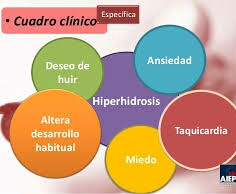 • Cuadro clínico
Específica
Deseo de
huir
Ansiedad
Hiperhidrosis
Altera
desarrollo
habitual
Taquicardia
Miedo
AIEP